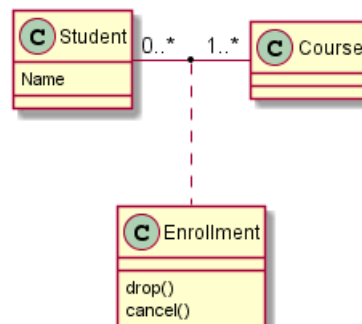 C Student
0..*
1..*
C Course
Name
C Enrollment
drop()
cancel()